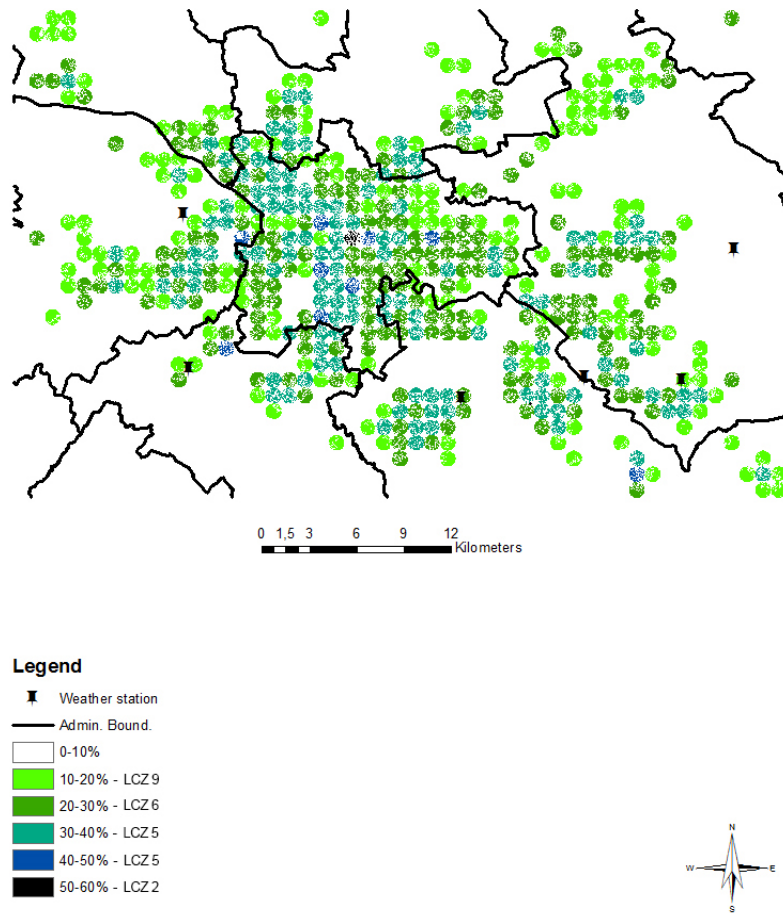 0 1,5 3 6 9 12
Kilometers
Legend
Weather station
Admin. Bound.
0-10%
10-20% - LCZ 9
20-30% - LCZ 6
30-40% - LCZ 5
40-50% - LCZ 5
50-60% - LCZ 2
N
W E
S